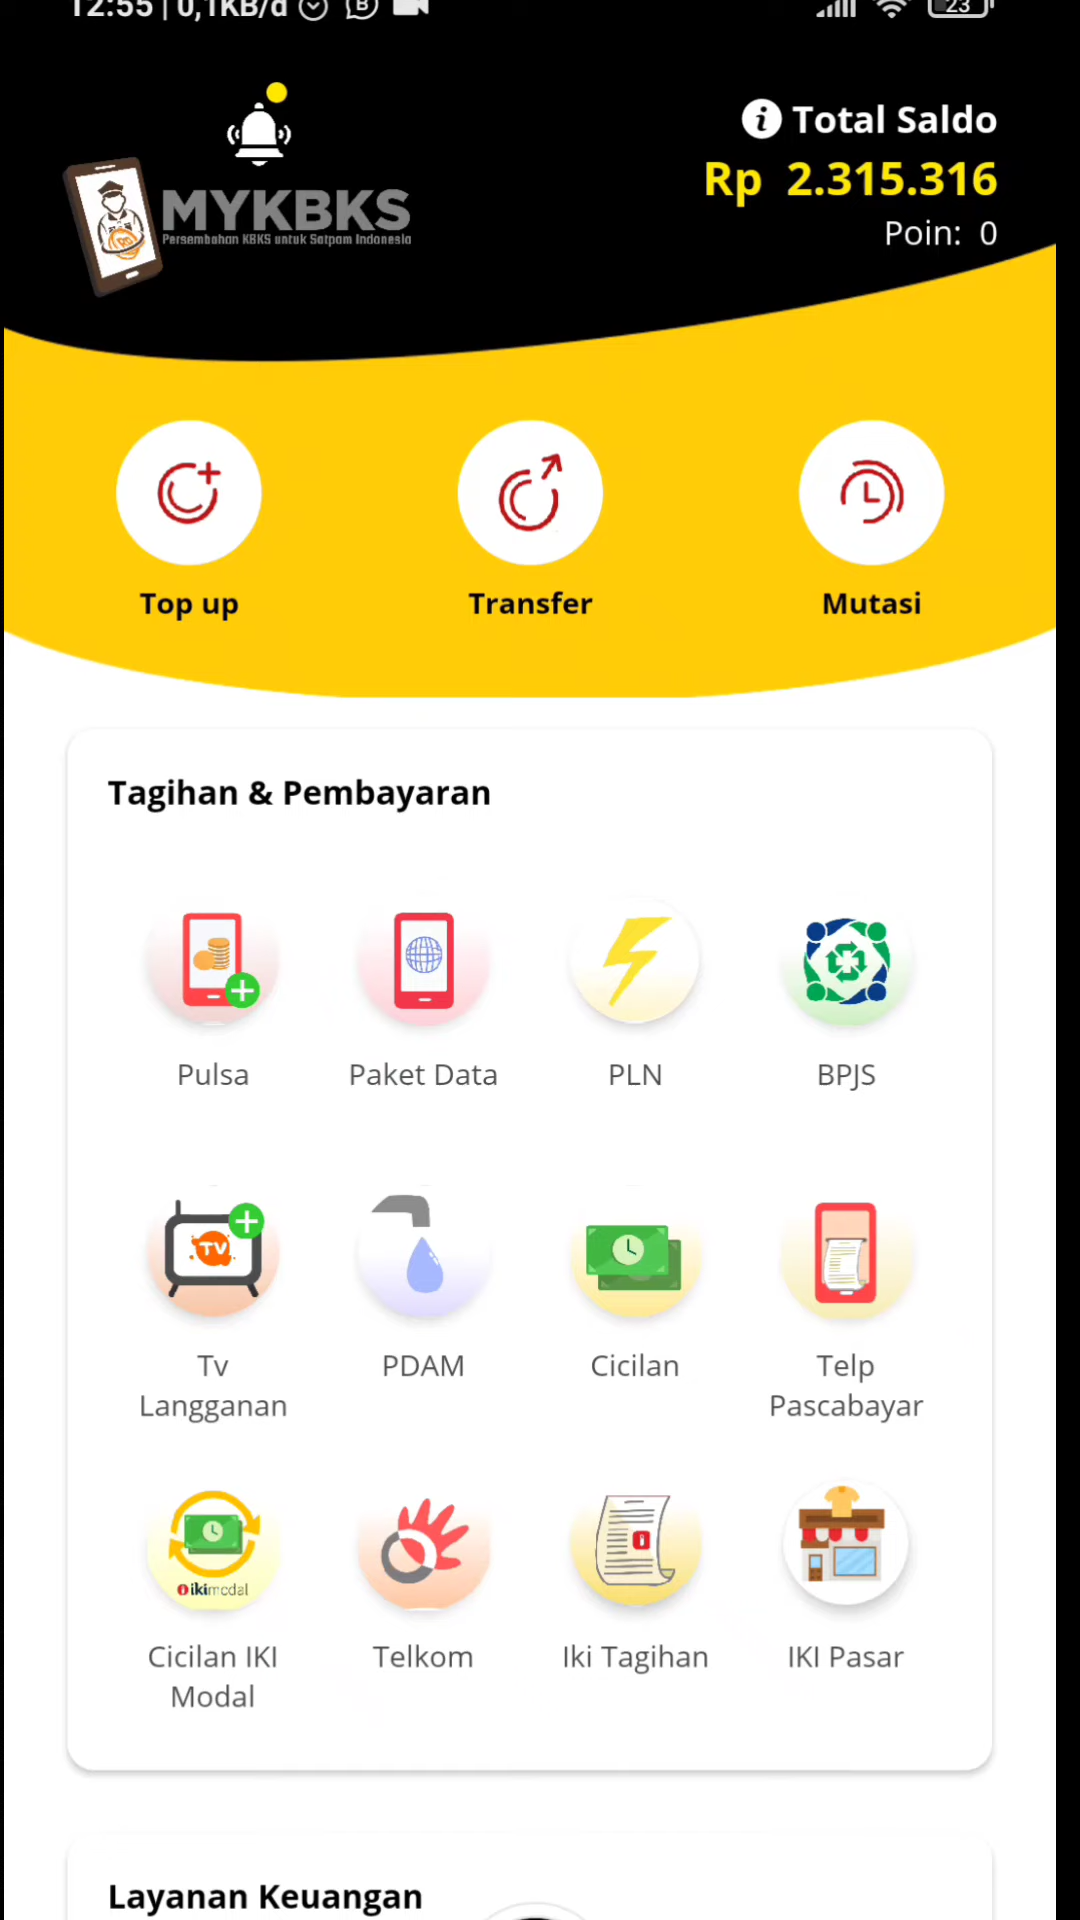 12:55 | 0,1KB/d
23
Total Saldo
Rp 2.315.316
Poin: 0
MYKBKS
Persembahan KBKS untuk Satpam Indonesia
Top up
Transfer
Mutasi
Tagihan & Pembayaran
Pulsa
Paket Data
PLN
BPJS
TV
Tv
Langganan
PDAM
Cicilan
Telp
Pascabayar
ikimodal
Cicilan IKI
Modal
Telkom
Iki Tagihan
IKI Pasar
Layanan Keuangan